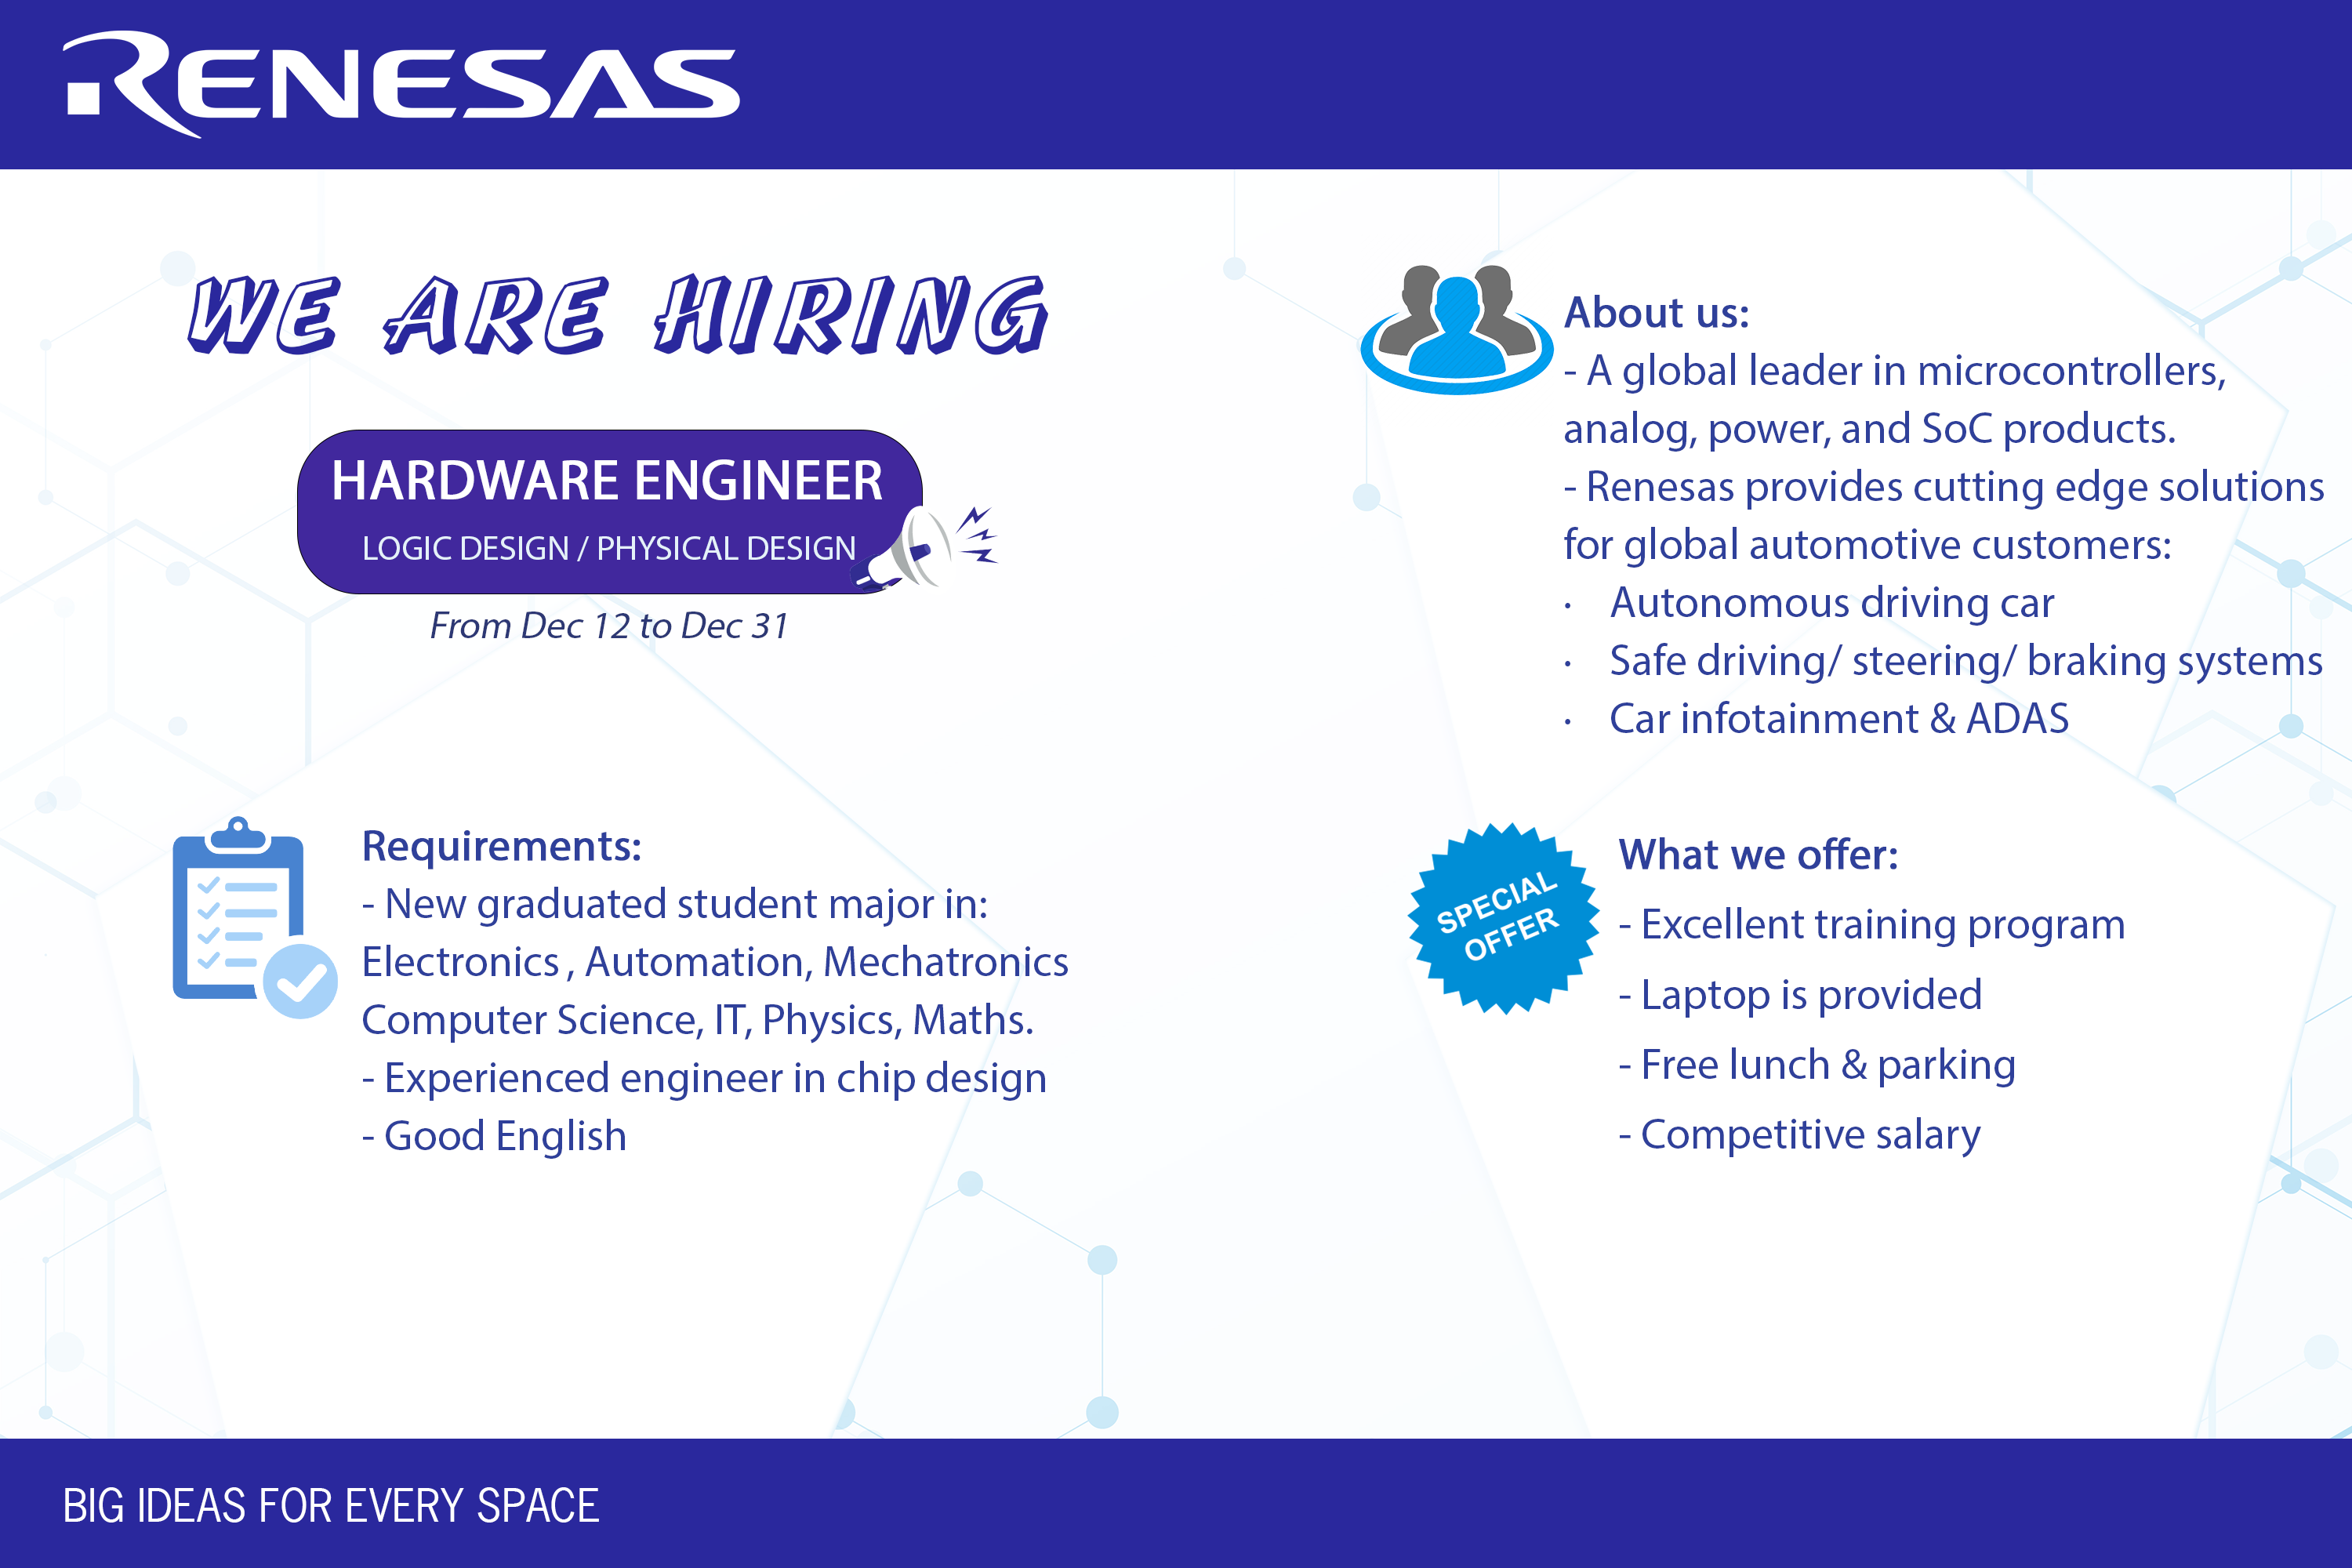 RENESAS
WE ARE HIRING
HARDWARE ENGINEER
LOGIC DESIGN / PHYSICAL DESIGN
From Dec 12 to Dec 31
Requirements:
- New graduated student major in:
Electronics , Automation, Mechatronics
Computer Science, IT, Physics, Maths.
- Experienced engineer in chip design
- Good English
About us:
- A global leader in microcontrollers,
analog, power, and SoC products.
- Renesas provides cutting edge solutions
for global automotive customers:
· Autonomous driving car
· Safe driving/ steering/ braking systems
· Car infotainment & ADAS
SPECIAL
OFFER
What we offer:
- Excellent training program
- Laptop is provided
- Free lunch & parking
- Competitive salary
BIG IDEAS FOR EVERY SPACE